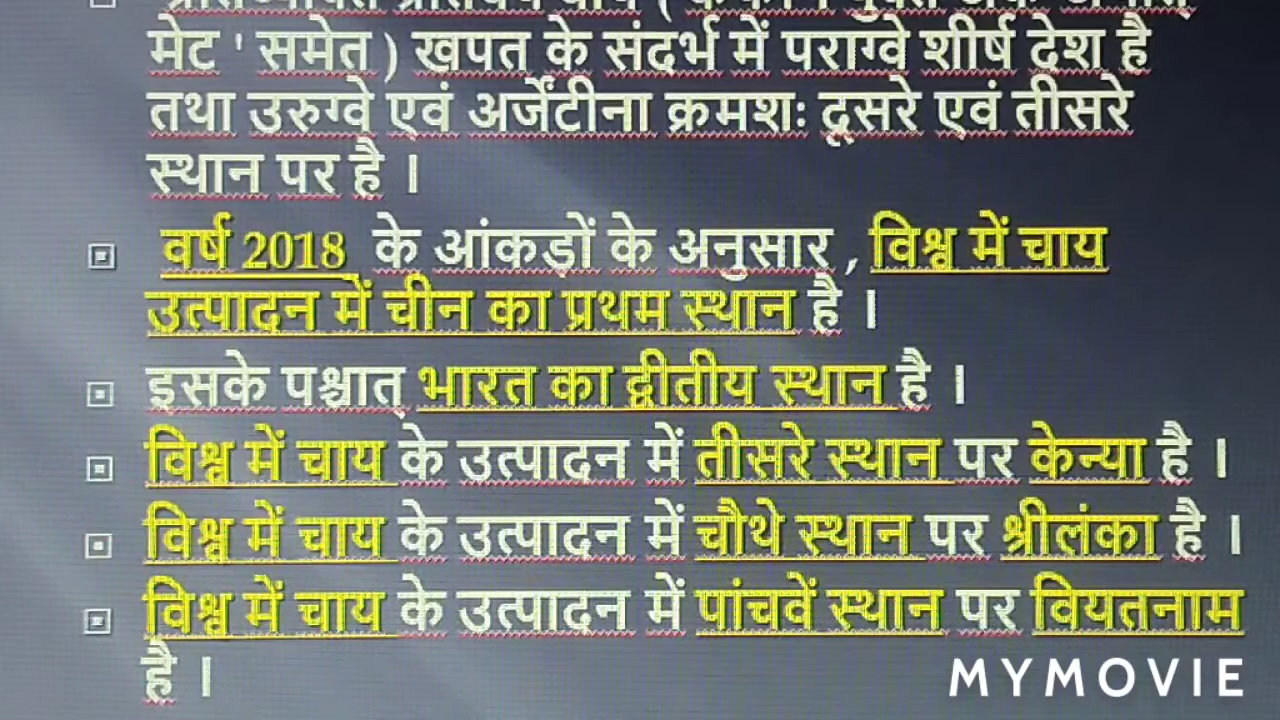 मेट ' समेत ) खपत के संदर्भ में पराग्वे शीर्ष देश है
तथा उरुग्वे एवं अर्जेंटीना क्रमशः दूसरे एवं तीसरे
स्थान पर है ।
वर्ष 2018 के आंकड़ों के अनुसार , विश्व में चाय
उत्पादन में चीन का प्रथम स्थान है ।
इसके पश्चात् भारत का द्वीतीय स्थान है ।
विश्व में चाय के उत्पादन में तीसरे स्थान पर केन्या है ।
विश्व में चाय के उत्पादन में चौथे स्थान पर श्रीलंका है ।
विश्व में चाय के उत्पादन में पांचवें स्थान पर वियतनाम
है ।
MYMOVIE